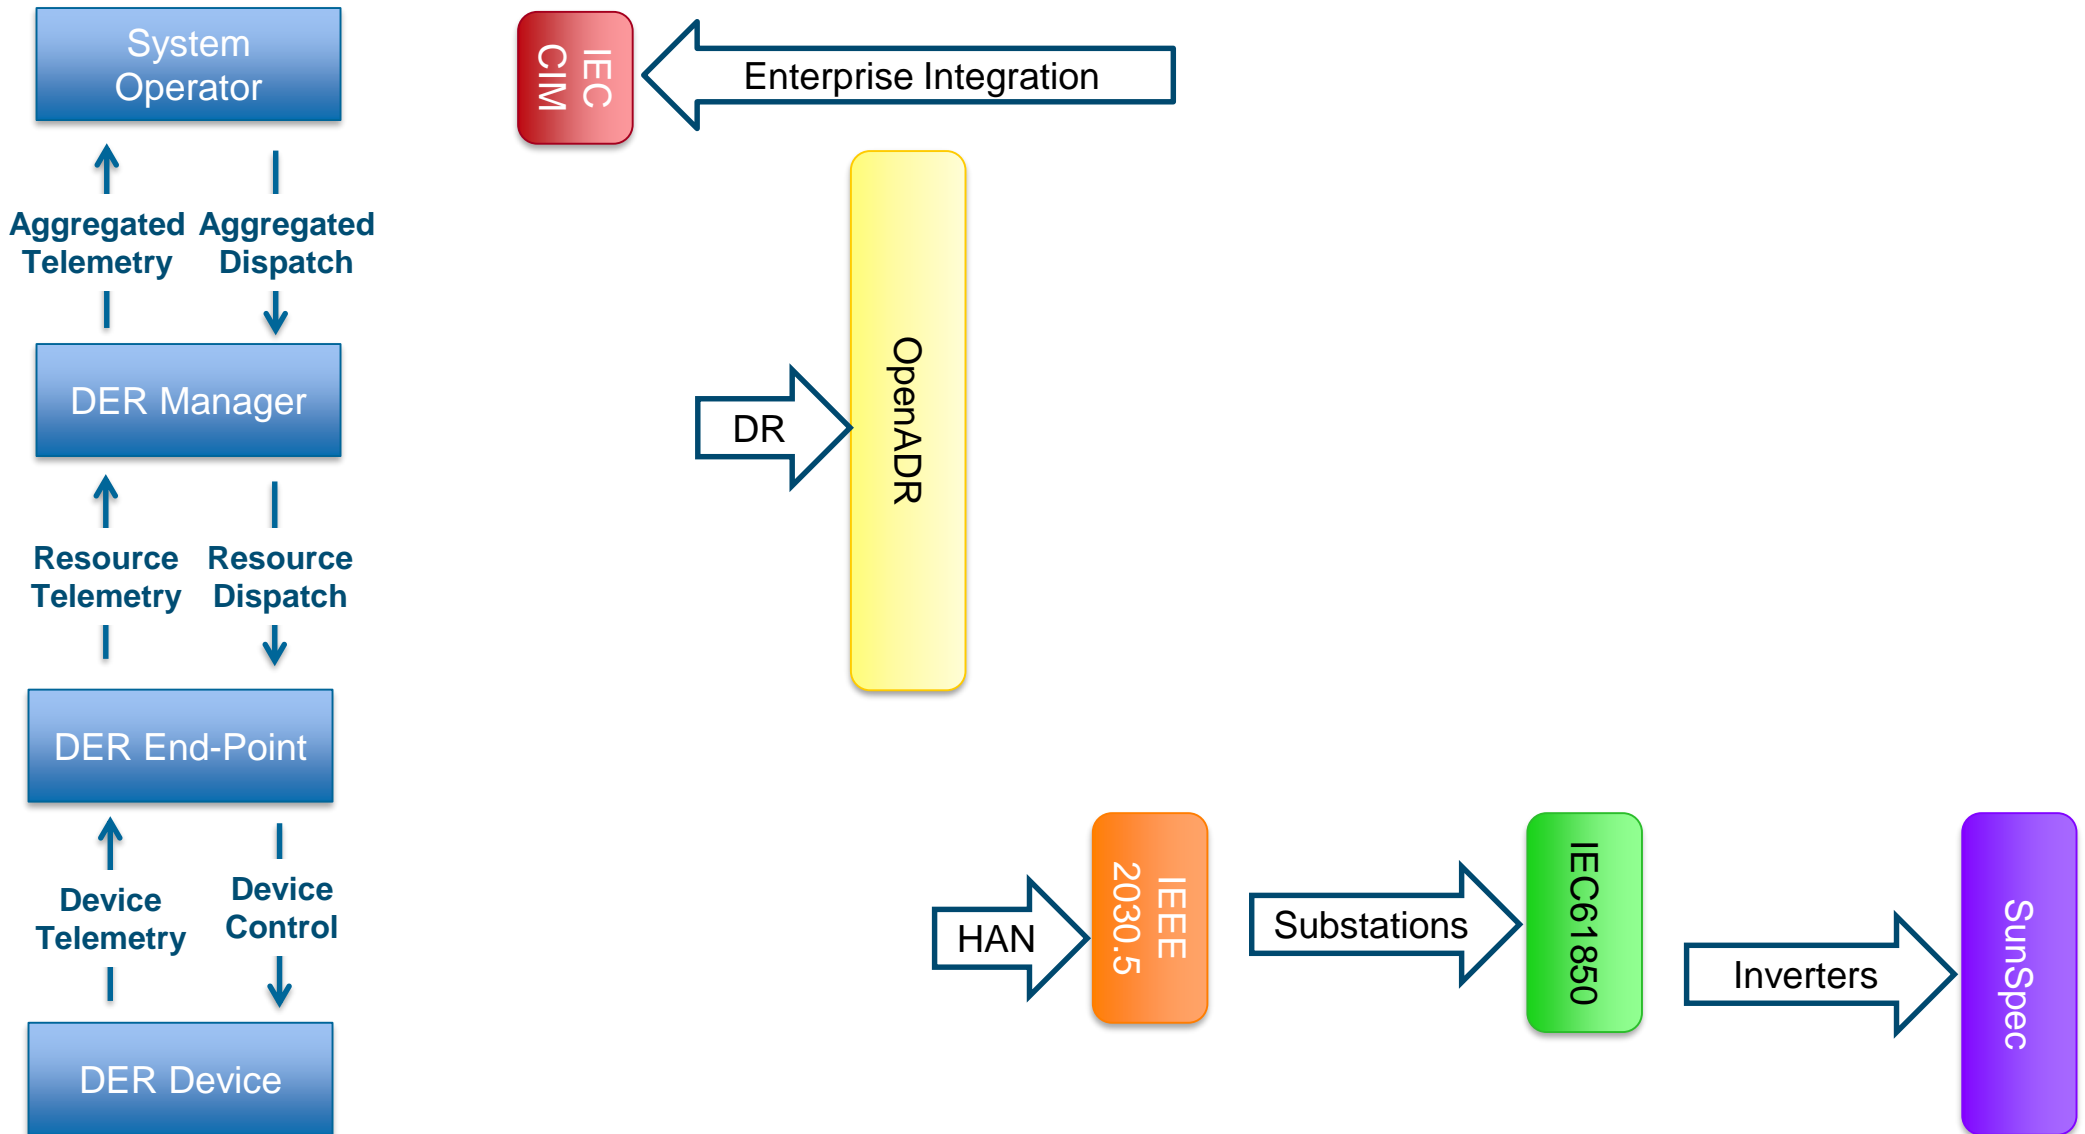 System
Operator
IEC
CIM
Enterprise Integration
Aggregated
Telemetry
Aggregated
Dispatch
DER Manager
DR
OpenADR
Resource
Telemetry
Resource
Dispatch
DER End-Point
Device
Telemetry
Device
Control
HAN
IEEE
2030.5
Substations
IEC61850
Inverters
SunSpec
DER Device